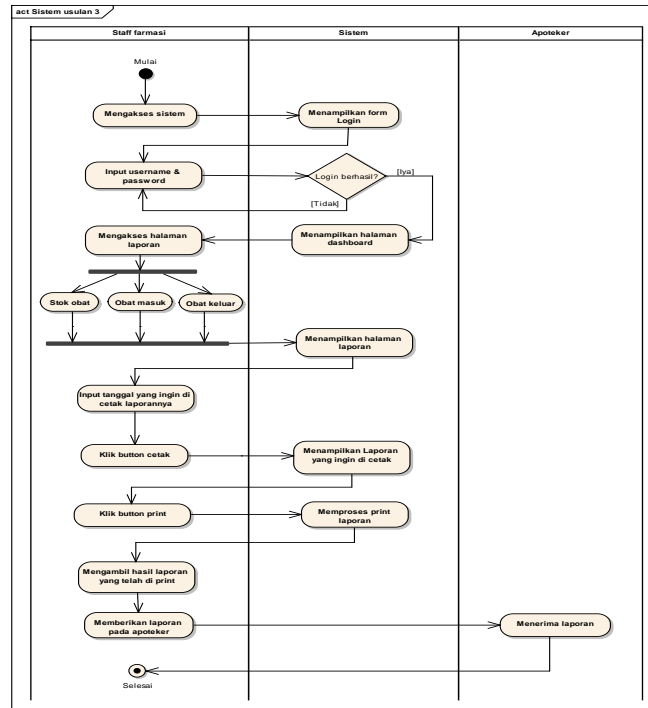 act Sistem usulan 3
Staff farmasi
Sistem
Apoteker
Mulai
Mengakses sistem
Menampilkan form
Login
Input username &
password
Login berhasil?
[Iya]
[Tidak]
Mengakses halaman
laporan
Menampilkan halaman
dashboard
Stok obat
Obat masuk
Obat keluar
Menampilkan halaman
laporan
Input tanggal yang ingin di
cetak laporannya
Klik button cetak
Menampilkan Laporan
yang ingin di cetak
Klik button print
Memproses print
laporan
Mengambil hasil laporan
yang telah di print
Memberikan laporan
pada apoteker
Menerima laporan
Selesai